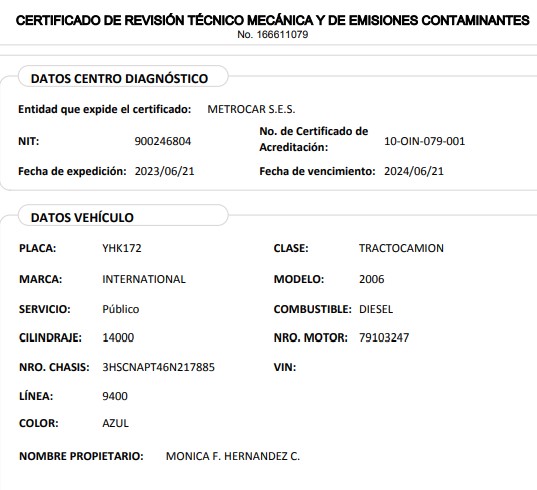 CERTIFICADO DE REVISIÓN TÉCNICO MECÁNICA Y DE EMISIONES CONTAMINANTES
No. 166611079
DATOS CENTRO DIAGNÓSTICO
Entidad que expide el certificado: METROCAR S.E.S.
NIT: 900246804 No. de Certificado de Acreditación: 10-OIN-079-001
Fecha de expedición: 2023/06/21 Fecha de vencimiento: 2024/06/21
DATOS VEHÍCULO
PLACA: YHK172 CLASE: TRACTOCAMION
MARCA: INTERNATIONAL MODELO: 2006
SERVICIO: Público COMBUSTIBLE: DIESEL
CILINDRAJE: 14000 NRO. MOTOR: 79103247
NRO. CHASIS: 3HSCNAPT46N217885 VIN:
LÍNEA: 9400
COLOR: AZUL
NOMBRE PROPIETARIO: MONICA F. HERNANDEZ C.